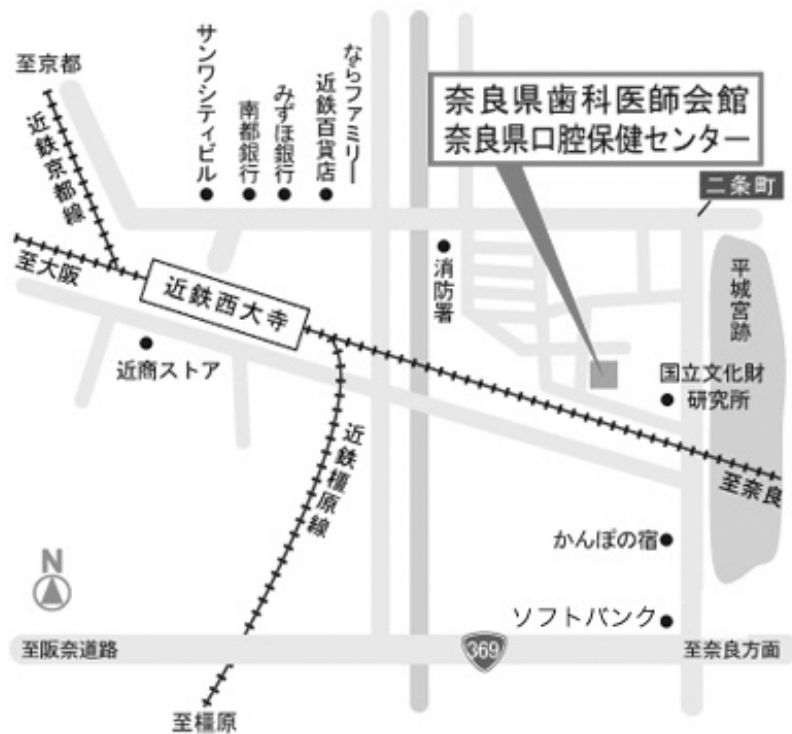 至京都
近鉄京都線
サンワシティビル
南都銀行
みずほ銀行
近鉄百貨店
ならファミリー
奈良県歯科医師会館
奈良県口腔保健センター
二条町
至大阪
近鉄西大寺
消防署
平城宮跡
近商ストア
国立文化財
研究所
近鉄橿原線
至奈良
かんぽの宿
N
ソフトバンク
至阪奈道路
369
至奈良方面
至橿原